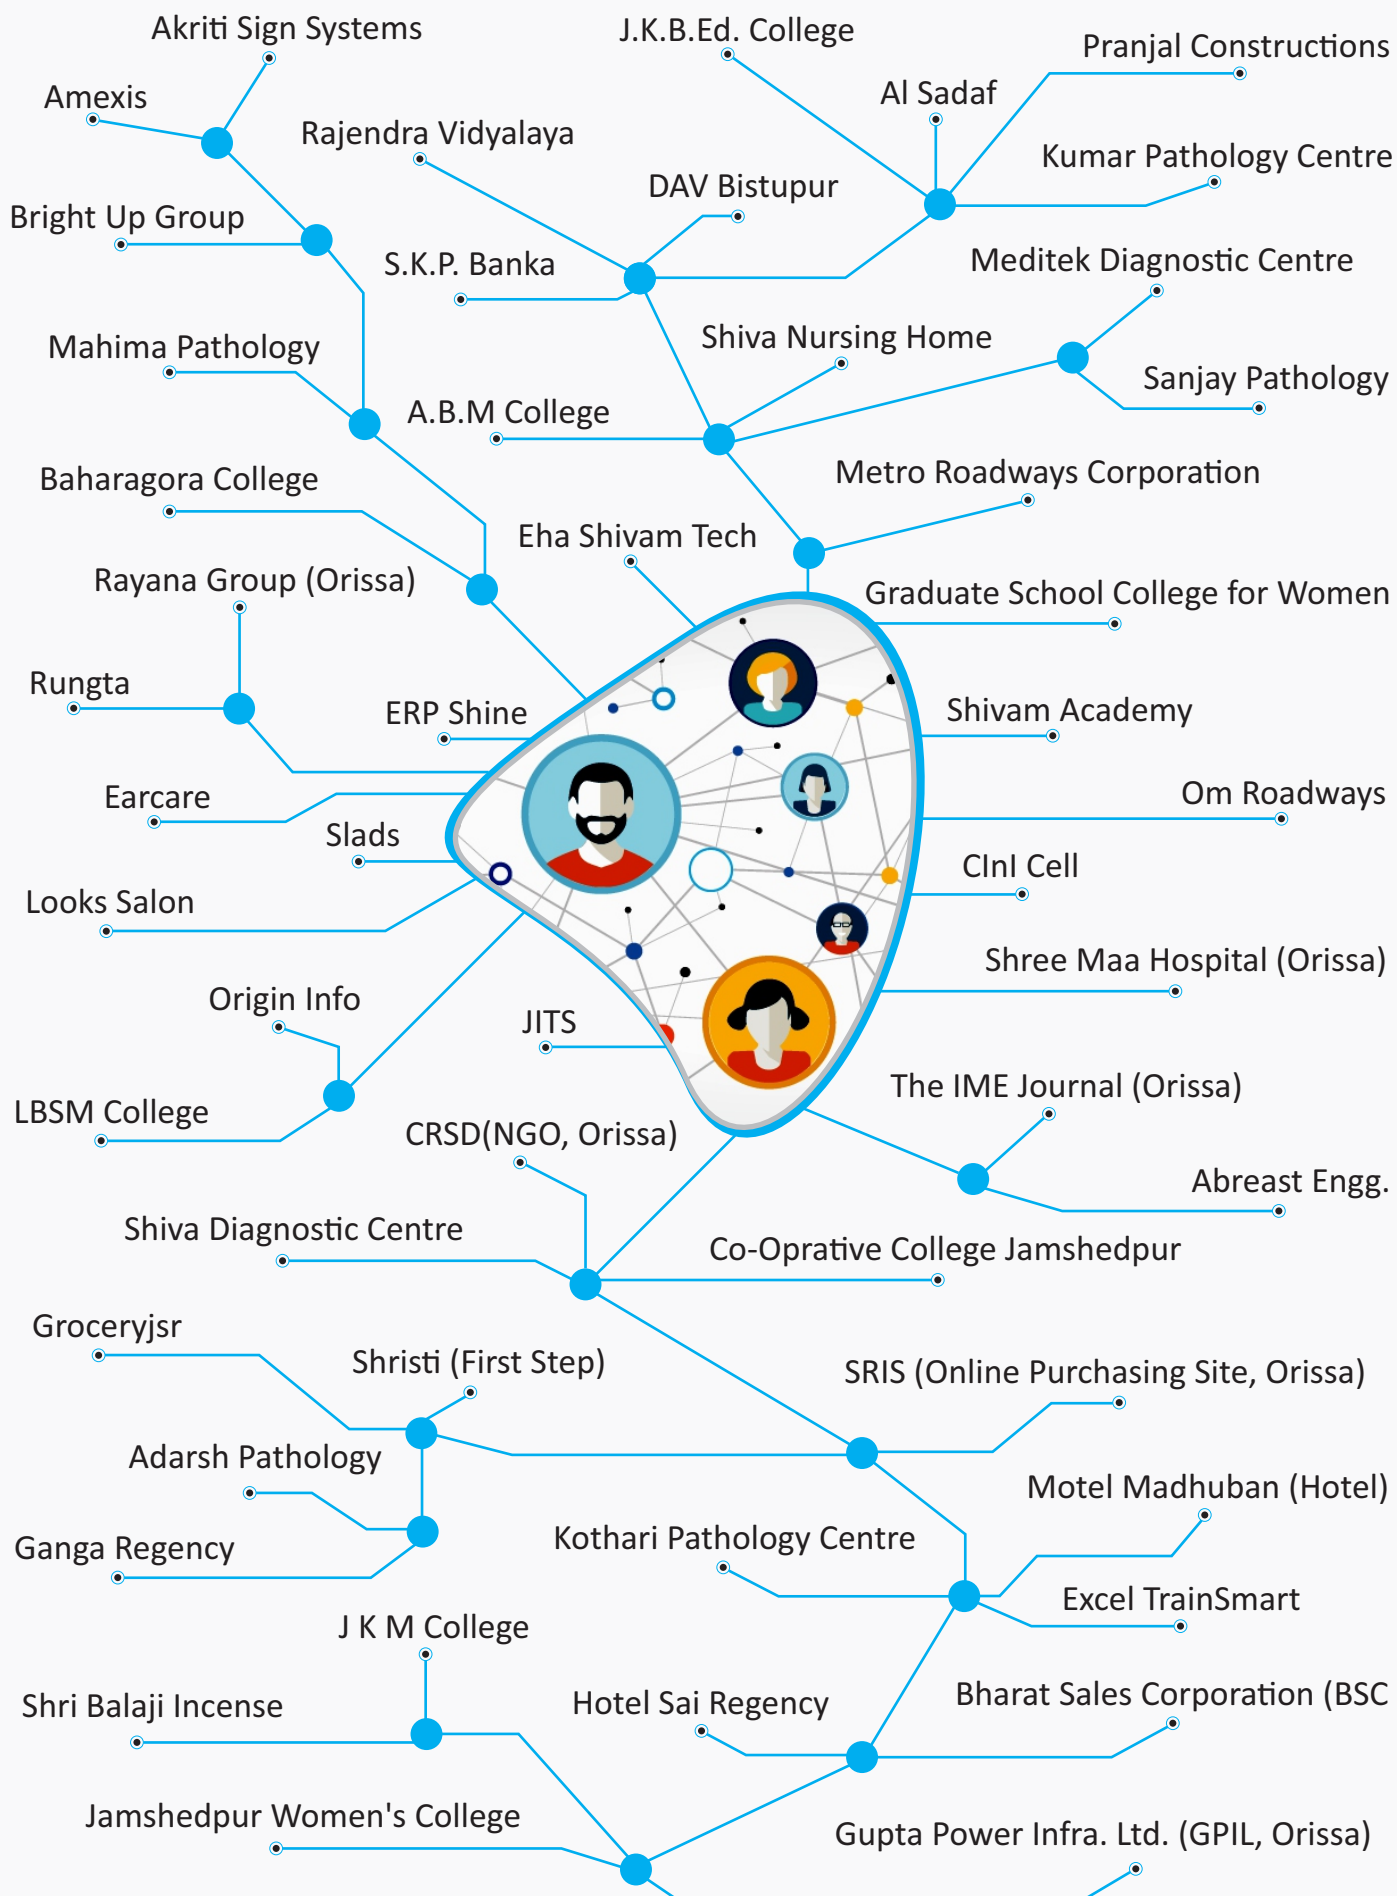 Akriti Sign Systems
J.K.B.Ed. College
Pranjal Constructions
Amexis
Al Sadaf
Rajendra Vidyalaya
Kumar Pathology Centre
DAV Bistupur
Bright Up Group
S.K.P. Banka
Meditek Diagnostic Centre
Mahima Pathology
Shiva Nursing Home
Sanjay Pathology
A.B.M College
Baharagora College
Metro Roadways Corporation
Eha Shivam Tech
Rayana Group (Orissa)
Graduate School College for Women
Rungta
ERP Shine
Shivam Academy
Earcare
Om Roadways
Slads
CInI Cell
Looks Salon
Shree Maa Hospital (Orissa)
Origin Info
JITS
The IME Journal (Orissa)
LBSM College
CRSD(NGO, Orissa)
Abreast Engg.
Shiva Diagnostic Centre
Co-Oprative College Jamshedpur
Groceryjsr
Shristi (First Step)
SRIS (Online Purchasing Site, Orissa)
Adarsh Pathology
Motel Madhuban (Hotel)
Ganga Regency
Kothari Pathology Centre
Excel TrainSmart
J K M College
Shri Balaji Incense
Hotel Sai Regency
Bharat Sales Corporation (BSC
Jamshedpur Women's College
Gupta Power Infra. Ltd. (GPIL, Orissa)